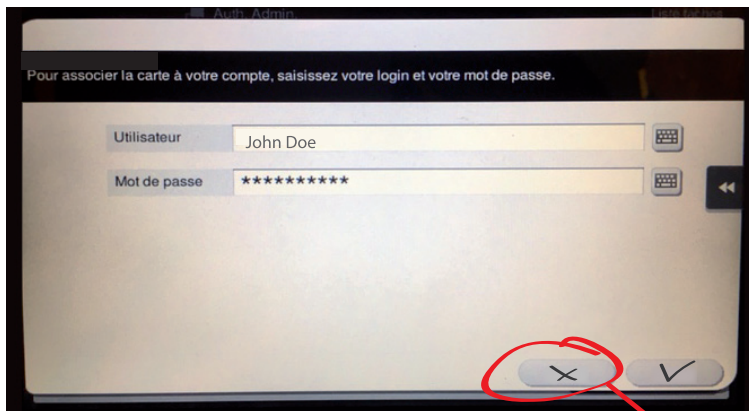 Auth. Admin.
Liste tâches
Pour associer la carte à votre compte, saisissez votre login et votre mot de passe.
Utilisateur
John Doe
Mot de passe
**********